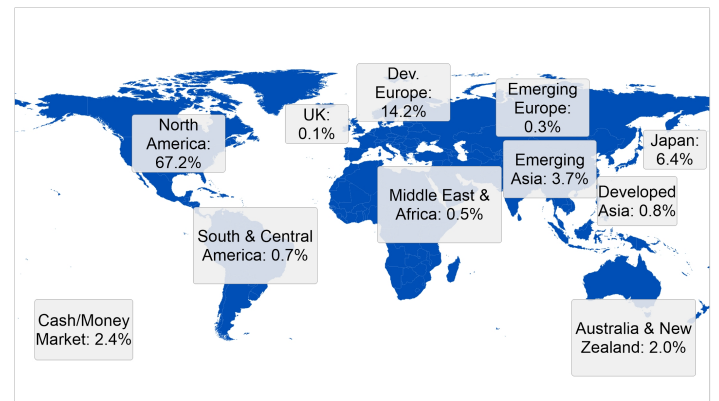 Dev.
Europe:
14.2%
Emerging
Europe:
0.3%
UK:
0.1%
North
America:
67.2%
Japan:
6.4%
Emerging
Asia: 3.7%
Middle East &
Africa: 0.5%
Developed
Asia: 0.8%
South & Central
America: 0.7%
Cash/Money
Market: 2.4%
Australia & New
Zealand: 2.0%